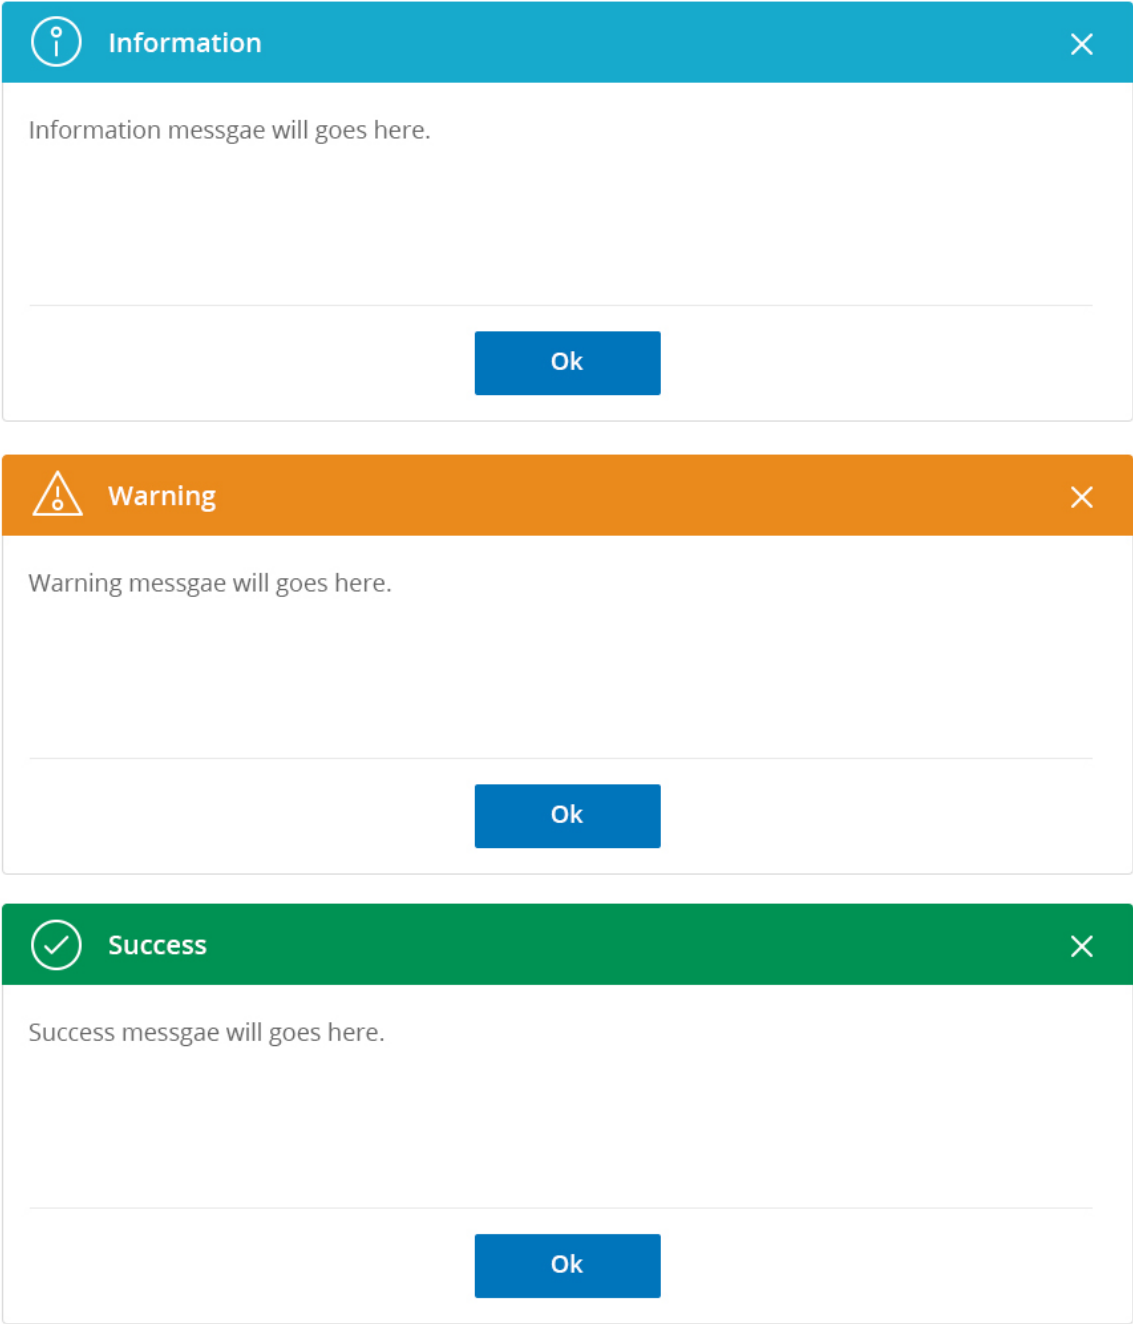 Information
Information messgae will goes here.
Ok
Warning
Warning messgae will goes here.
Ok
Success
Success messgae will goes here.
Ok